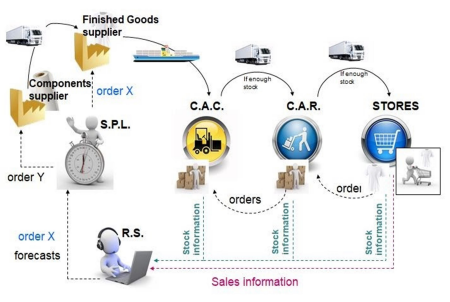 Finished Goods
supplier
Components
supplier
order X
If enough
stock
If enough
stock
C.A.C.
C.A.R.
STORES
S.P.L.
order Y
orders
order
Stock
information
Stock
information
Stock
information
order X
forecasts
R.S.
Sales information